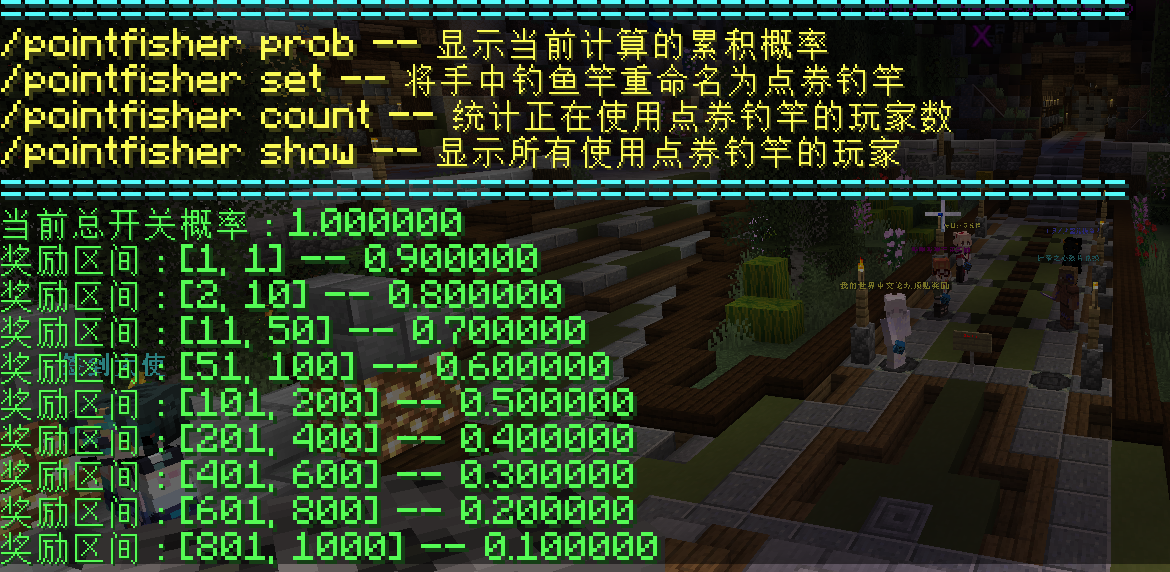 /pointfisher prob -- 显示当前计算的累积概率
/pointfisher set -- 将手中钓鱼竿重命名为点券钓竿
/pointfisher count -- 统计正在使用点券钓竿的玩家数
/pointfisher show -- 显示所有使用点券钓竿的玩家
当前总开关概率 : 1.000000
奖励区间 : [1, 1] -- 0.900000
奖励区间 : [2, 10] -- 0.800000
奖励区间 : [11, 50] -- 0.700000
奖励区间 : [51, 100] -- 0.600000
奖励区间 : [101, 200] -- 0.500000
奖励区间 : [201, 400] -- 0.400000
奖励区间 : [401, 600] -- 0.300000
奖励区间 : [601, 800] -- 0.200000
奖励区间 : [801, 1000] -- 0.100000